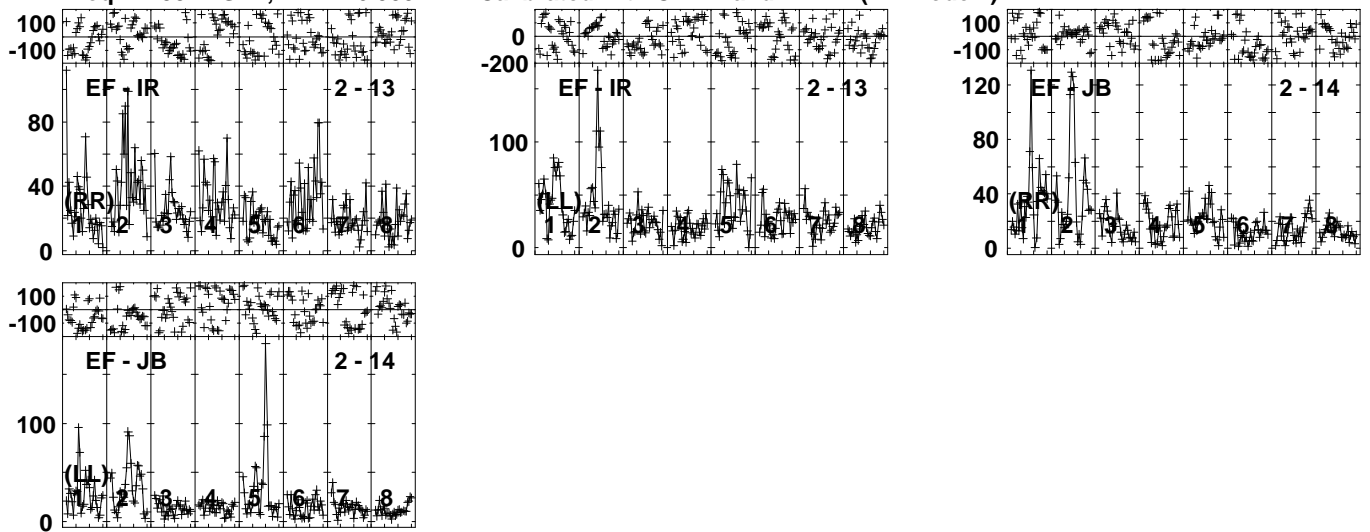 100 100
0
-100 -200 -100
EF - IR 2 - 13 EF - IR 2 - 13 EF - JB 2 - 14
120
80 100 80
40 40
(RR) (LL) (RR)
1 2 3 4 5 6 7 8 1 2 3 4 5 6 7 8 1 2 3 4 5 6 7 8
0 0 0
100
-100
EF - JB 2 - 14
100
(LL)
1 2 3 4 5 6 7 8
0